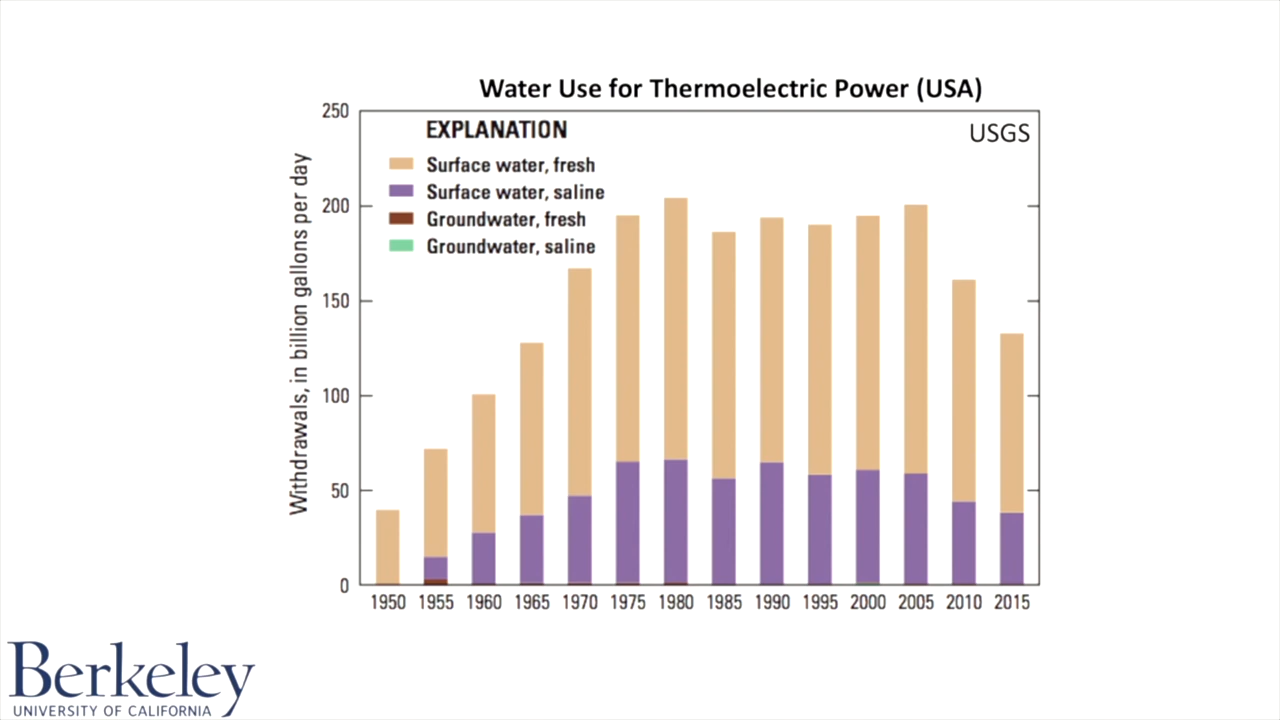 Water Use for Thermoelectric Power (USA)
250
200
150
100
50
0
Withdrawals, in billion gallons per day
EXPLANATION
Surface water, fresh
Surface water, saline
Groundwater, fresh
Groundwater, saline
USGS
1950 1955 1960 1965 1970 1975 1980 1985 1990 1995 2000 2005 2010 2015
Berkeley
UNIVERSITY OF CALIFORNIA